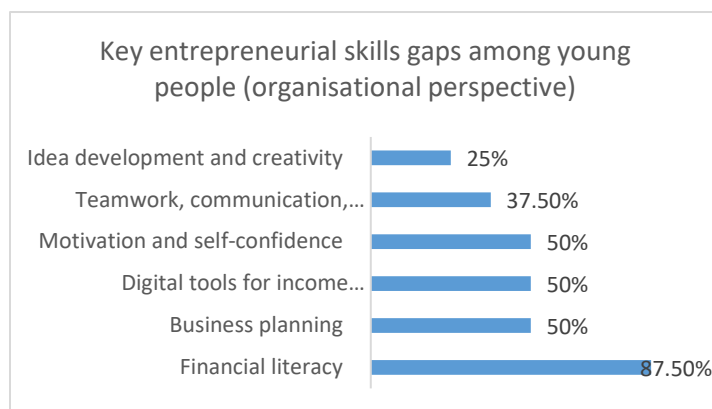 Key entrepreneurial skills gaps among young
people (organisational perspective)
Idea development and creativity 25%
Teamwork, communication,... 37.50%
Motivation and self-confidence 50%
Digital tools for income... 50%
Business planning 50%
Financial literacy 87.50%